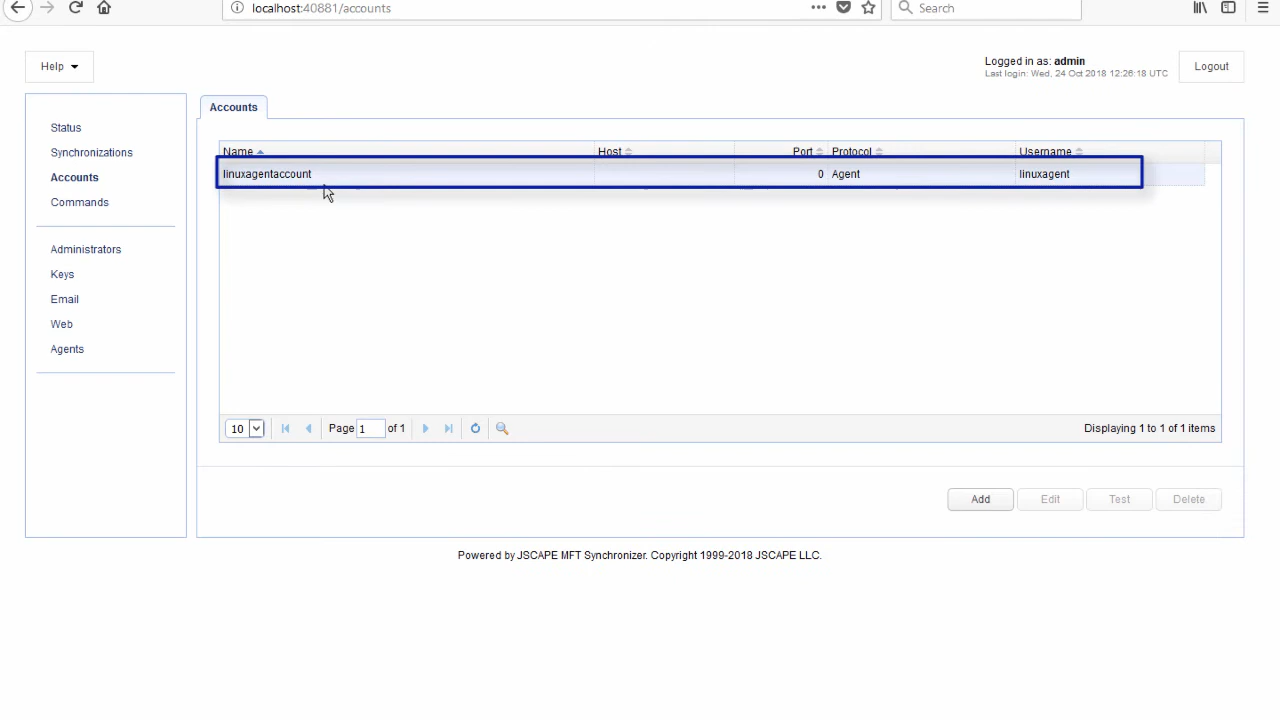 localhost:40881/accounts
Search
Help
Logged in as: admin
Last login: Wed, 24 Oct 2018 12:26:18 UTC
Logout
Status
Synchronizations
Accounts
Commands
Administrators
Keys
Email
Web
Agents
Accounts
Name Host Port Protocol Username
linuxagentaccount 0 Agent linuxagent
10 Page 1 of 1 Displaying 1 to 1 of 1 items
Add Edit Test Delete
Powered by JSCAPE MFT Synchronizer. Copyright 1999-2018 JSCAPE LLC.